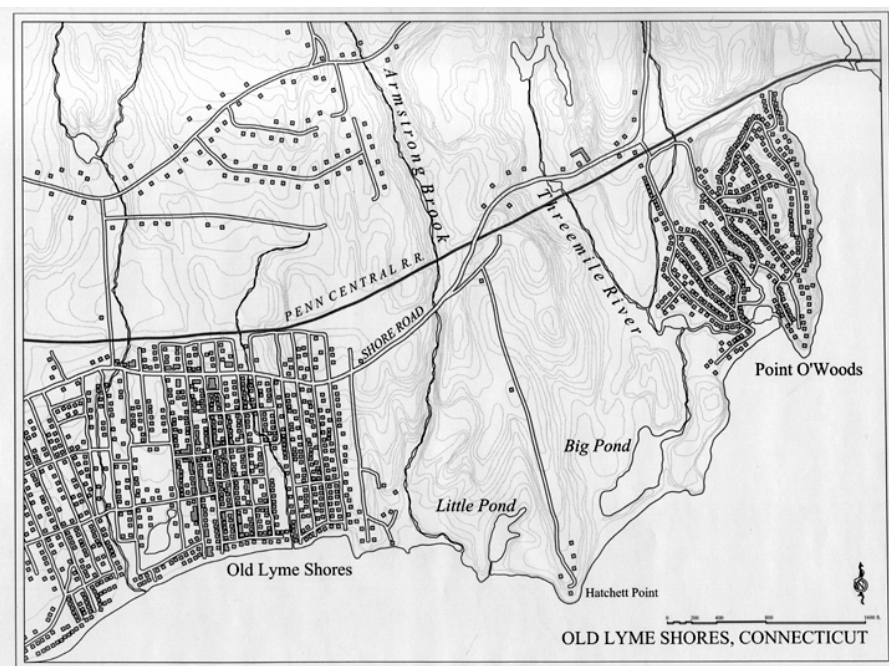 Armstrong Brook
Threemile River
PENN CENTRAL R.R.
SHORE ROAD
Point O'Woods
Big Pond
Little Pond
Old Lyme Shores
Hatchett Point
OLD LYME SHORES, CONNECTICUT